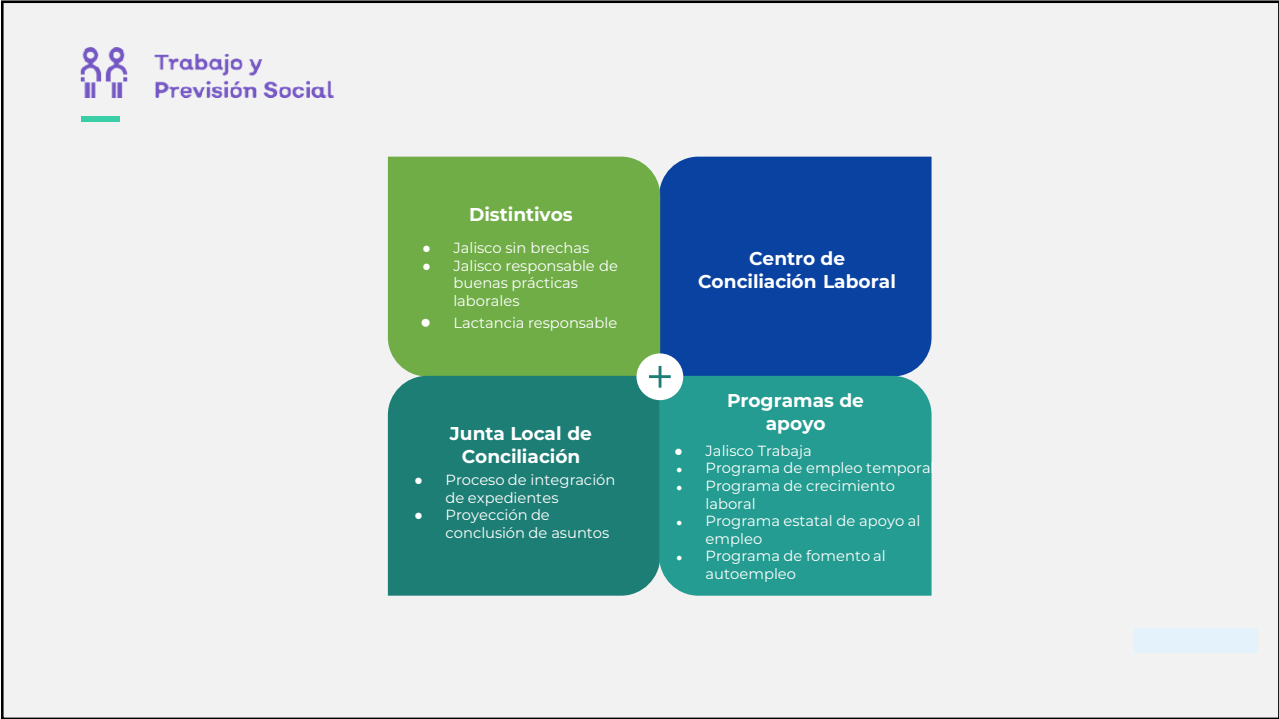 Trabajo y
Previsión Social
Distintivos
● Jalisco sin brechas
● Jalisco responsable de
buenas prácticas
laborales
● Lactancia responsable
Centro de
Conciliación Laboral
Junta Local de
Conciliación
● Proceso de integración
de expedientes
● Proyección de
conclusión de asuntos
Programas de
apoyo
● Jalisco Trabaja
● Programa de empleo tempora
● Programa de crecimiento
laboral
● Programa estatal de apoyo al
empleo
● Programa de fomento al
autoempleo